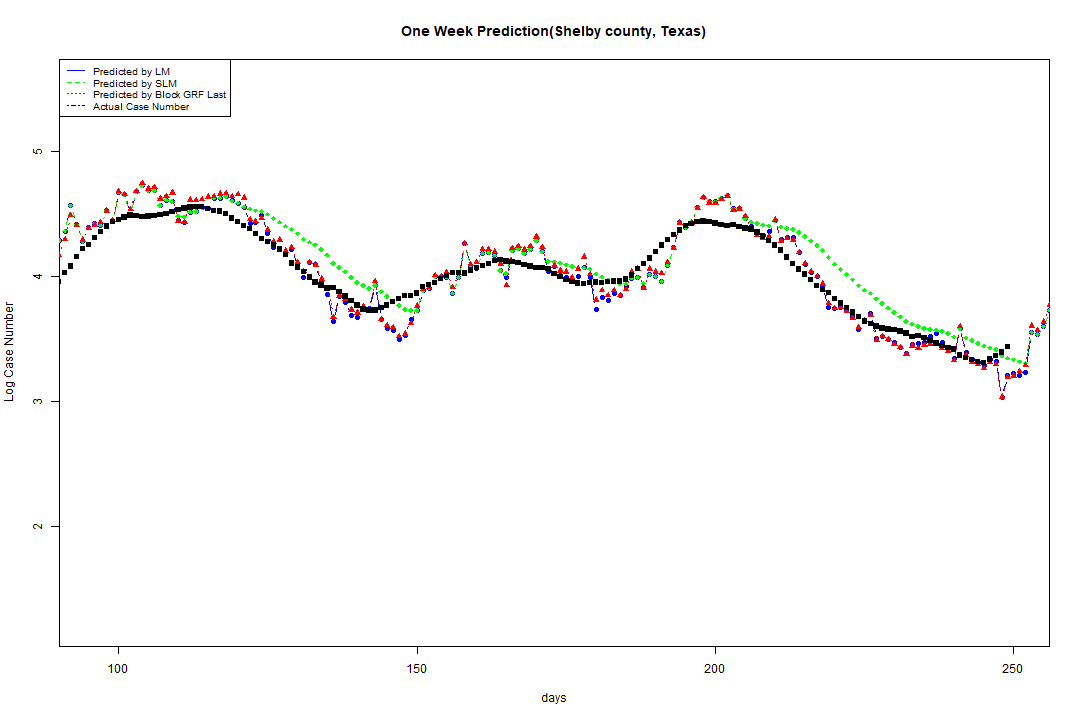 One Week Prediction(Shelby county, Texas)
Predicted by LM
Predicted by SLM
Predicted by Block GRF Last
Actual Case Number
5
4
3
2
Log Case Number
100 150 200 250
days